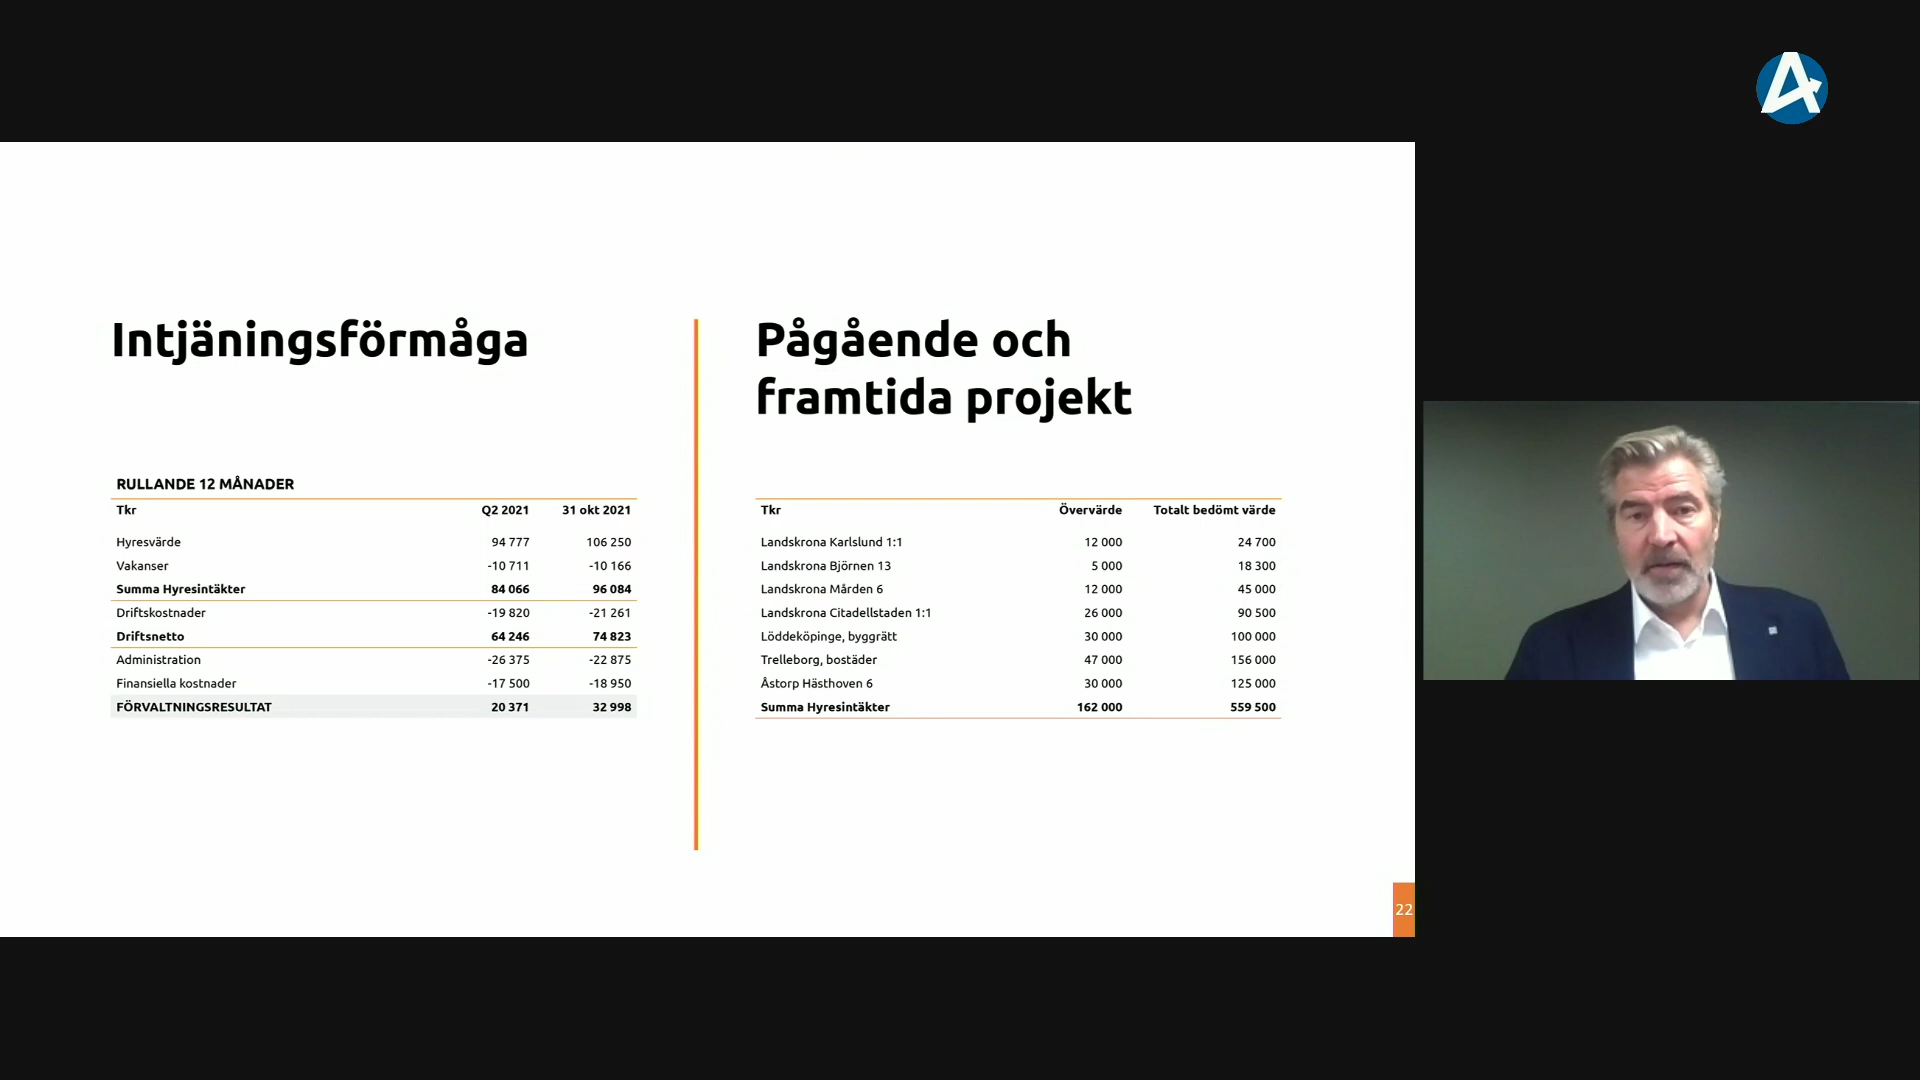 Intjäningsförmåga
RULLANDE 12 MÅNADER
Tkr Q2 2021 31 okt 2021
Hyresvärde 94 777 106 250
Vakanser -10 711 -10 166
Summa Hyresintäkter 84 066 96 084
Driftskostnader -19 820 -21 261
Driftsnetto 64 246 74 823
Administration -26 375 -22 875
Finansiella kostnader -17 500 -18 950
FÖRVALTNINGSRESULTAT 20 371 32 998
Pågående och
framtida projekt
Tkr Övervärde Totalt bedömt värde
Landskrona Karlslund 1:1 12 000 24 700
Landskrona Björnen 13 5 000 18 300
Landskrona Mården 6 12 000 45 000
Landskrona Citadellstaden 1:1 26 000 90 500
Löddeköpinge, byggrätt 30 000 100 000
Trelleborg, bostäder 47 000 156 000
Åstorp Hästhoven 6 30 000 125 000
Summa Hyresintäkter 162 000 559 500
22